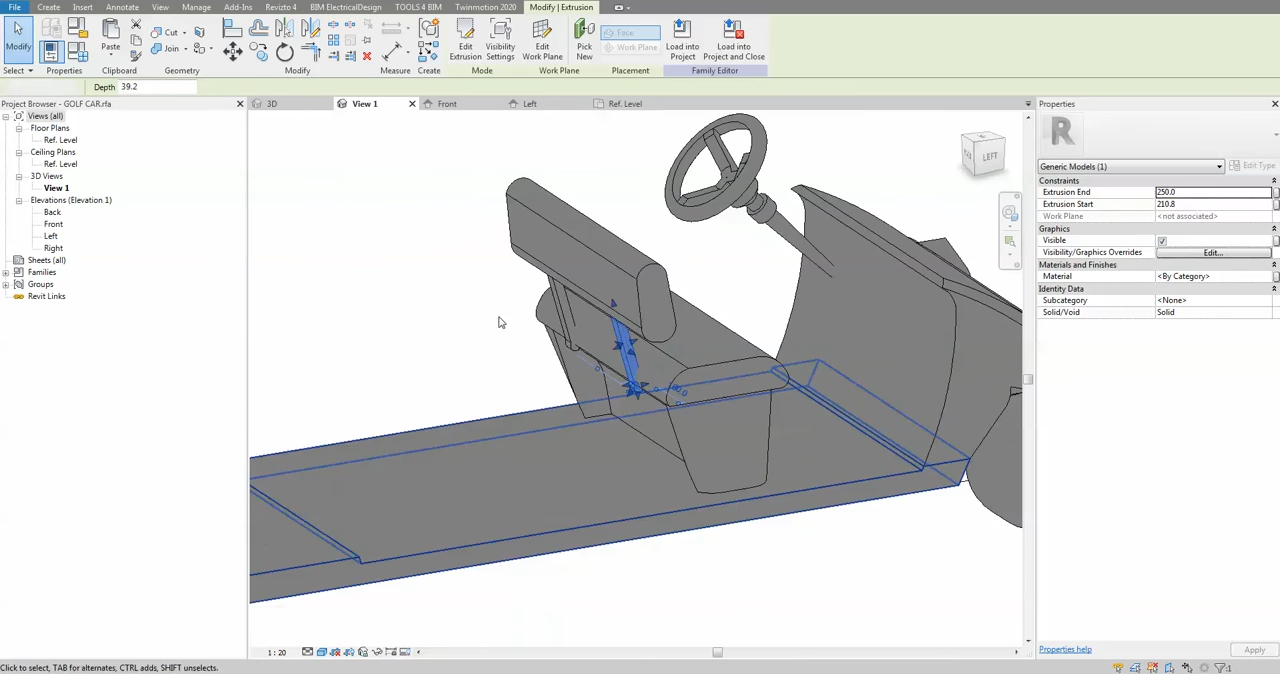 File Create Insert Annotate View Manage Add-Ins Revizto 4 BIM ElectricalDesign TOOLS 4 BIM Twinmotion 2020 Modify | Extrusion
Modify
Paste
Cut
Join
Edit Extrusion
Visibility Settings
Edit Work Plane
Pick New
Face
Work Plane
Load into Project
Load into Project and Close
Select Properties Clipboard Geometry Modify Measure Create Mode Work Plane Placement Family Editor
Depth 39.2
Project Browser - GOLF CAR.rfa
3D View 1 Front Left Ref. Level
Views (all)
Floor Plans
Ref. Level
Ceiling Plans
Ref. Level
3D Views
View 1
Elevations (Elevation 1)
Back
Front
Left
Right
Sheets (all)
Families
Groups
Revit Links
LEFT
Properties
R
Generic Models (1) Edit Type
Constraints
Extrusion End 250.0
Extrusion Start 210.8
Work Plane <not associated>
Graphics
Visible
Visibility/Graphics Overrides Edit...
Materials and Finishes
Material <By Category>
Identity Data
Subcategory <None>
Solid/Void Solid
1 : 20
Properties help Apply
Click to select, TAB for alternates, CTRL adds, SHIFT unselects.
:1